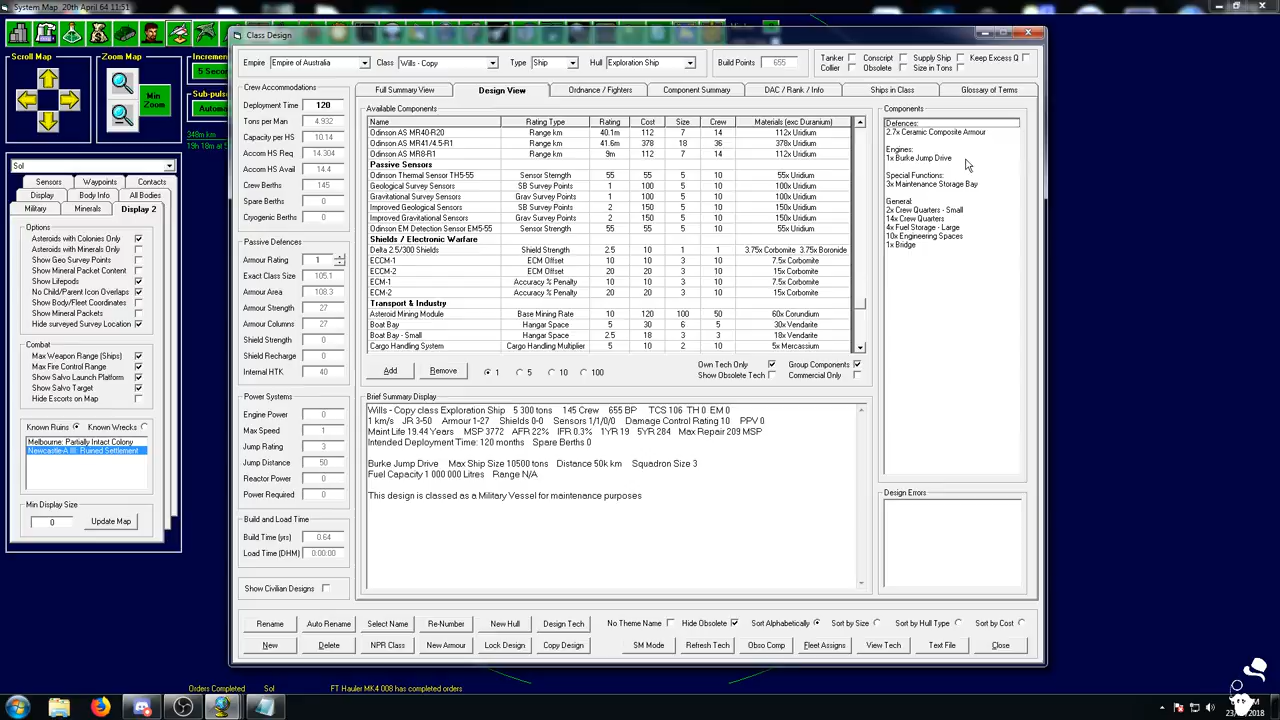 System Map   20th April 64 11:51
Class Design
Empire
Empire of Australia
Class
Wills - Copy
Type
Ship
Hull
Exploration Ship
Build Points
655
Tanker
Conscript
Supply Ship
Keep Excess Q
Collier
Obsolete
Size in Tons
Scroll Map
Zoom Map
Min
Zoom
348m k
19h 18m
Sol
Sensors
Waypoints
Contacts
Display
Body Info
All Bodies
Military
Minerals
Display 2
Options
Asteroids with Colonies Only
Asteroids with Minerals Only
Show Geo Survey Points
Show Mineral Packet Content
Show Lifepods
No Child/Parent Icon Overlaps
Show Body/Fleet Coordinates
Show Mineral Packets
Hide surveyed Survey Location
Combat
Max Weapon Range (Ships)
Max Fire Control Range
Show Salvo Launch Platform
Show Salvo Target
Hide Escorts on Map
Known Ruins
Known Wrecks
Melbourne: Partially Intact Colony
Newcastle-A III: Ruined Settlement
Min Display Size
0
Update Map
Crew Accommodations
Deployment Time 120
Tons per Man 4.932
Capacity per HS 10.14
Accom HS Req 14.304
Accom HS Avail 14.4
Crew Berths 145
Spare Berths 0
Cryogenic Berths 0
Passive Defences
Armour Rating 1
Exact Class Size 105.1
Armour Area 108.3
Armour Strength 27
Armour Columns 27
Shield Strength 0
Shield Recharge 0
Internal HTK 40
Power Systems
Engine Power 0
Max Speed 1
Jump Rating 3
Jump Distance 50
Reactor Power 0
Power Required 0
Build and Load Time
Build Time (yrs) 0.64
Load Time (DHM) 0:00:00
Show Civilian Designs
Full Summary View
Design View
Ordnance / Fighters
Component Summary
DAC / Rank / Info
Ships in Class
Glossary of Terms
Available Components
Name Rating Type Rating Cost Size Crew Materials (exc Duranium)
Odinson AS MR40-R20 Range km 40.1m 112 7 14 112x Uridium
Odinson AS MR41/4.5-R100 Range km 41.6m 378 18 36 378x Uridium
Odinson AS MR8-R1 Range km 9m 112 7 14 112x Uridium
Passive Sensors
Odinson Thermal Sensor TH5-55 Sensor Strength 55 55 5 55x Uridium
Geological Survey Sensors SB Survey Points 1 100 5 10 100x Uridium
Gravitational Survey Sensors Grav Survey Points 1 100 5 10 100x Uridium
Improved Geological Sensors SB Survey Points 2 150 5 10 150x Uridium
Improved Gravitational Sensors Grav Survey Points 2 150 5 10 150x Uridium
Odinson EM Detection Sensor EM5-55 Sensor Strength 55 55 5 55x Uridium
Shields / Electronic Warfare
Delta 2.5/300 Shields Shield Strength 2.5 10 1 1 3.75x Corbomite 3.75x Boronide
ECCM-1 ECM Offset 10 10 3 10 7.5x Corbomite
ECCM-2 ECM Offset 20 20 3 10 15x Corbomite
ECM-1 Accuracy % Penalty 10 10 3 10 7.5x Corbomite
ECM-2 Accuracy % Penalty 20 20 3 10 15x Corbomite
Transport & Industry
Asteroid Mining Module Base Mining Rate 10 120 100 50 60x Corundium
Boat Bay Hangar Space 5 30 6 5 30x Vendarite
Boat Bay - Small Hangar Space 2.5 18 3 3 18x Vendarite
Cargo Handling System Cargo Handling Multiplier 5 10 2 10 5x Mercassium
Add
Remove
1
5
10
100
Own Tech Only
Group Components
Show Obsolete Tech
Commercial Only
Brief Summary Display
Wills - Copy class Exploration Ship    5 300 tons    145 Crew    655 BP    TCS 106  TH 0  EM 0
1 km/s    JR 3-50    Armour 1-27    Shields 0-0    Sensors 1/1/0/0    Damage Control Rating 10    PPV 0
Maint Life 19.44 Years    MSP 3772    AFR 22%    IFR 0.3%    1YR 19    5YR 284    Max Repair 209 MSP
Intended Deployment Time: 120 months    Spare Berths 0
Burke Jump Drive    Max Ship Size 10500 tons    Distance 50k km    Squadron Size 3
Fuel Capacity 1 000 000 Litres    Range N/A
This design is classed as a Military Vessel for maintenance purposes
Components
Defences:
2.7x Ceramic Composite Armour
Engines:
1x Burke Jump Drive
Special Functions:
3x Maintenance Storage Bay
General:
2x Crew Quarters - Small
14x Crew Quarters
4x Fuel Storage - Large
10x Engineering Spaces
1x Bridge
Design Errors
Rename
Auto Rename
Select Name
Re-Number
New Hull
Design Tech
No Theme Name
Hide Obsolete
Sort Alphabetically
Sort by Size
Sort by Hull Type
Sort by Cost
New
Delete
NPR Class
New Armour
Lock Design
Copy Design
SM Mode
Refresh Tech
Obso Comp
Fleet Assigns
View Tech
Text File
Close
Orders Completed    Sol    FT Hauler MK4 008 has completed orders